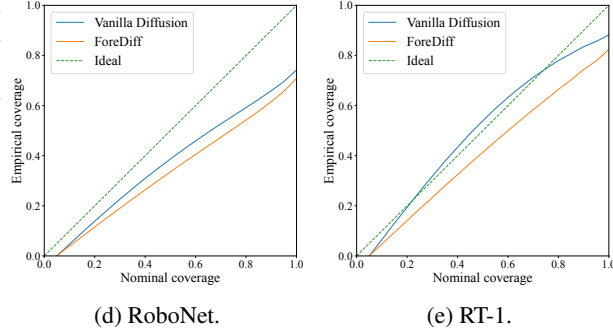 1.0
Vanilla Diffusion
ForeDiff
Ideal
0.8
0.6
0.4
0.2
0.0
Empirical coverage
0.0 0.2 0.4 0.6 0.8 1.0
Nominal coverage
(d) RoboNet.
1.0
Vanilla Diffusion
ForeDiff
Ideal
0.8
0.6
0.4
0.2
0.0
Empirical coverage
0.0 0.2 0.4 0.6 0.8 1.0
Nominal coverage
(e) RT-1.